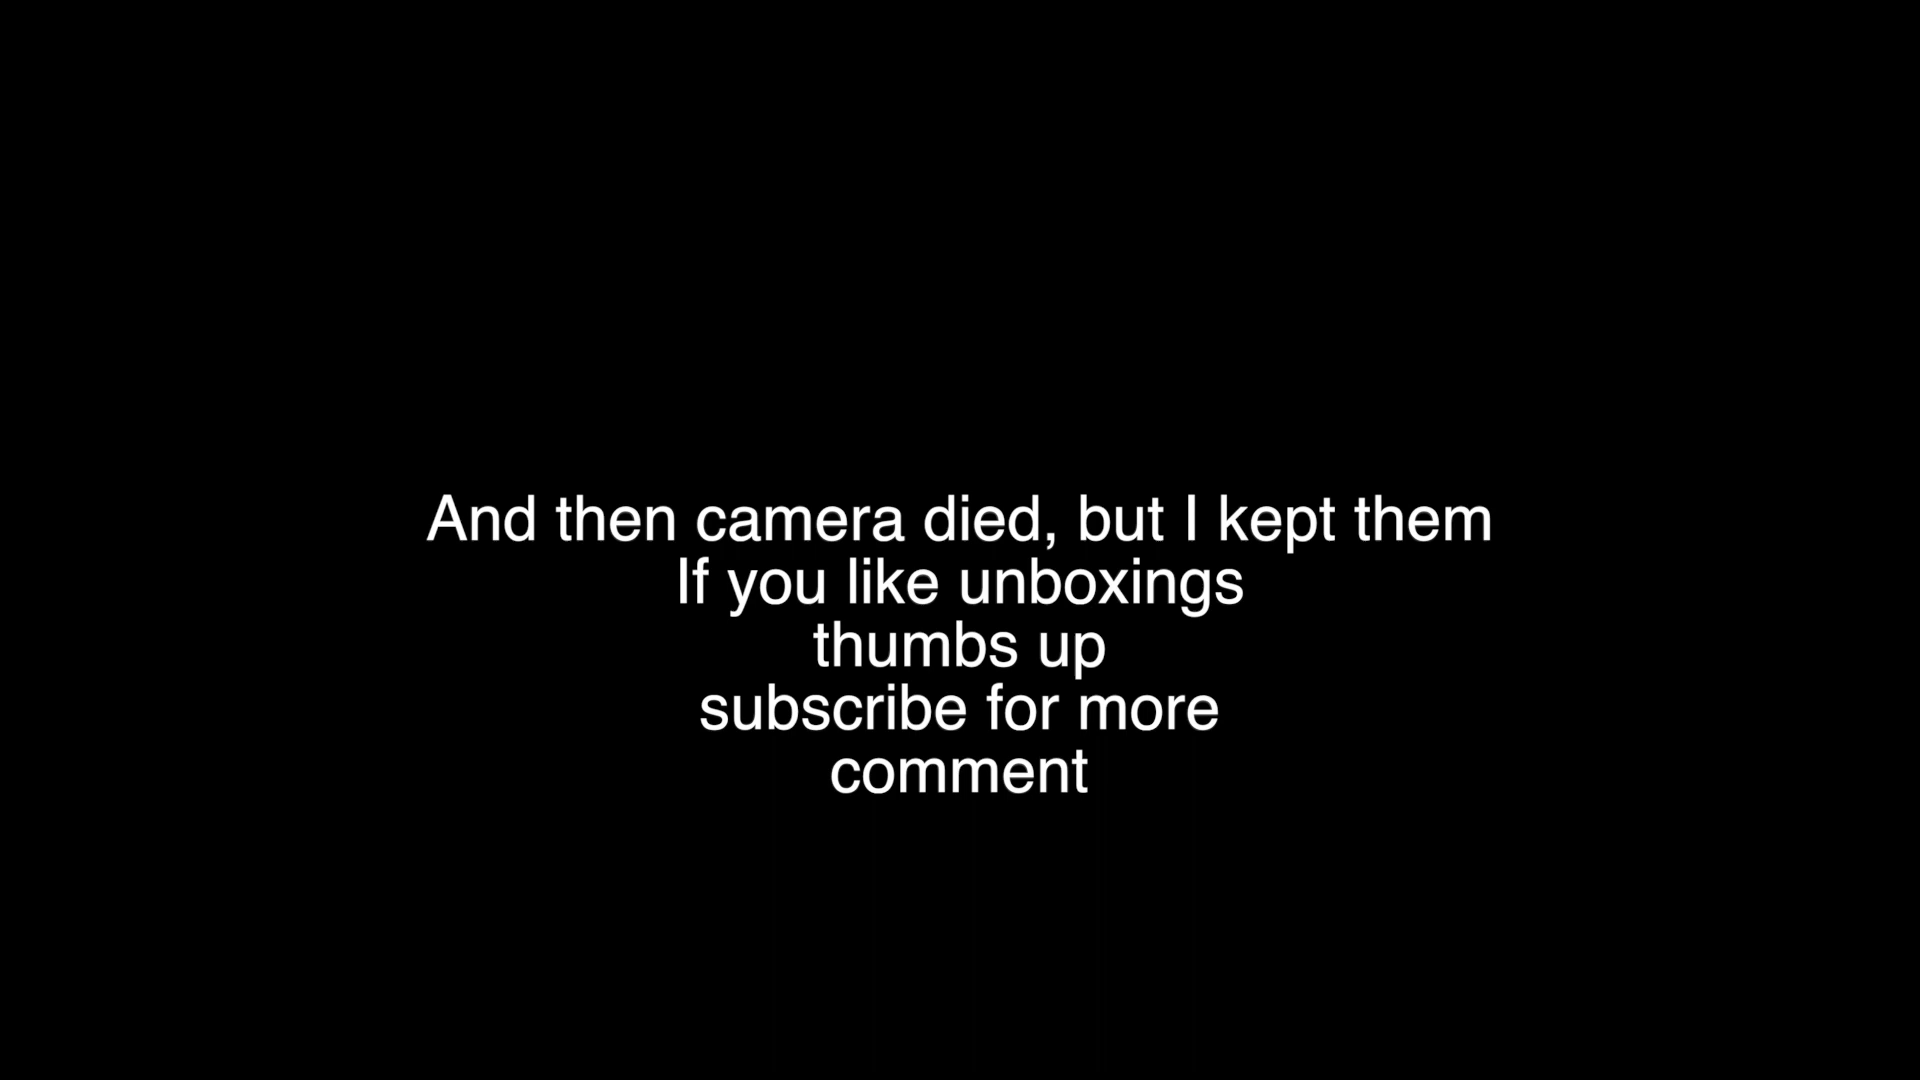 And then camera died, but I kept them
If you like unboxings
thumbs up
subscribe for more
comment